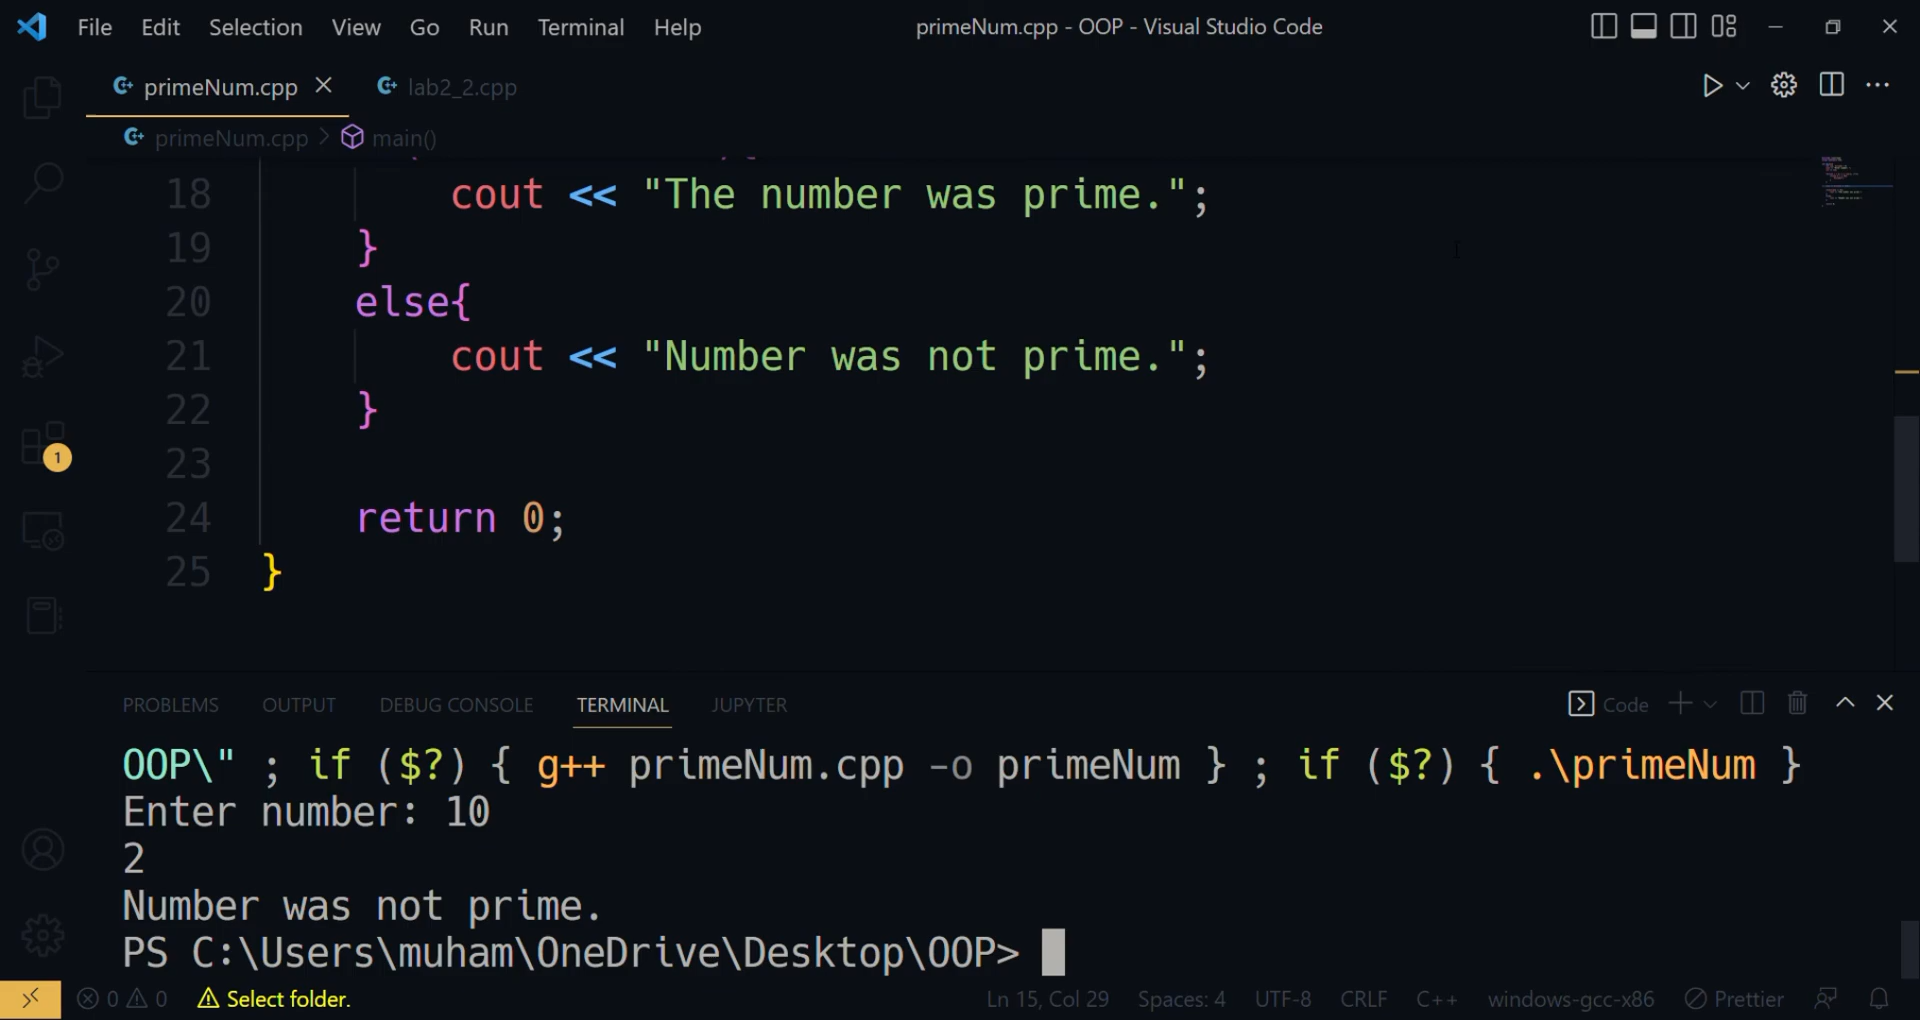 File Edit Selection View Go Run Terminal Help primeNum.cpp - OOP - Visual Studio Code
primeNum.cpp lab2_2.cpp
primeNum.cpp > main()
18 cout << "The number was prime.";
19 }
20 else{
21 cout << "Number was not prime.";
22 }
23
24 return 0;
25 }
1
PROBLEMS OUTPUT DEBUG CONSOLE TERMINAL JUPYTER Code
OOP\" ; if ($?) { g++ primeNum.cpp -o primeNum } ; if ($?) { .\primeNum }
Enter number: 10
2
Number was not prime.
PS C:\Users\muham\OneDrive\Desktop\OOP>
0 0 Select folder. Ln 15, Col 29 Spaces: 4 UTF-8 CRLF C++ windows-gcc-x86 Prettier